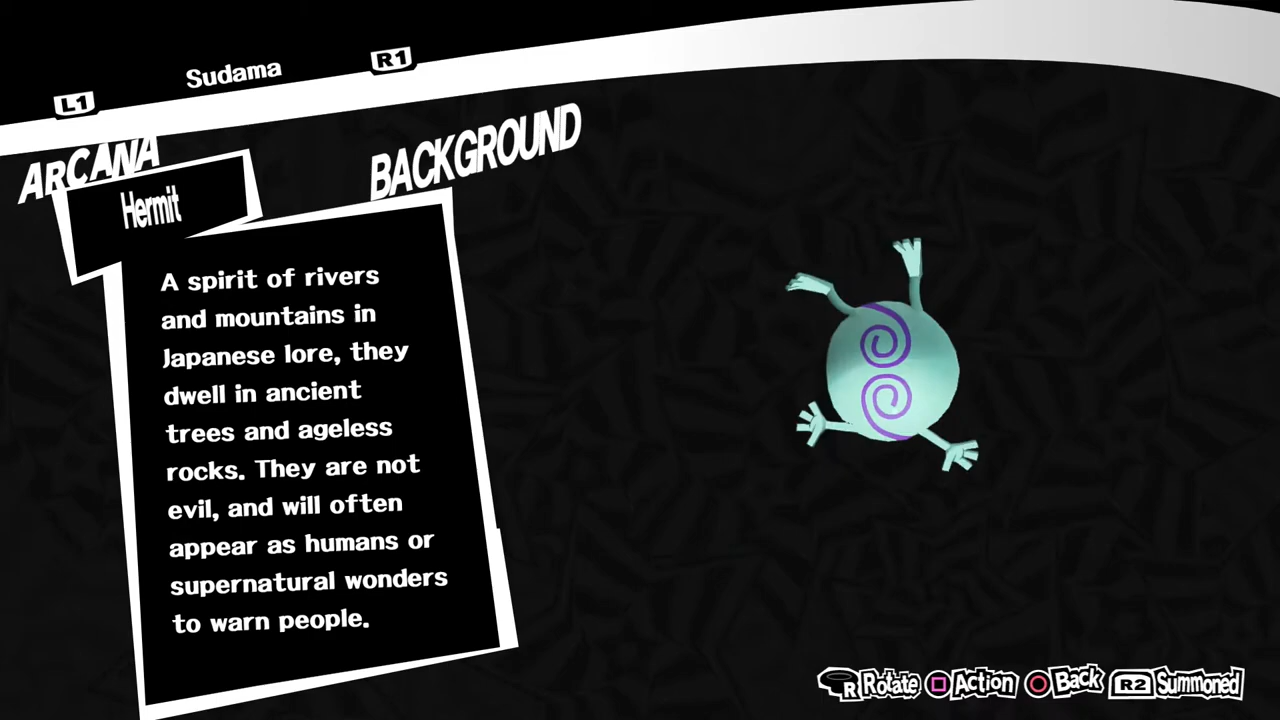 Sudama
L1
R1
ARCANA
Hermit
BACKGROUND
A spirit of rivers
and mountains in
Japanese lore, they
dwell in ancient
trees and ageless
rocks. They are not
evil, and will often
appear as humans or
supernatural wonders
to warn people.
R Rotate Action Back R2 Summoned